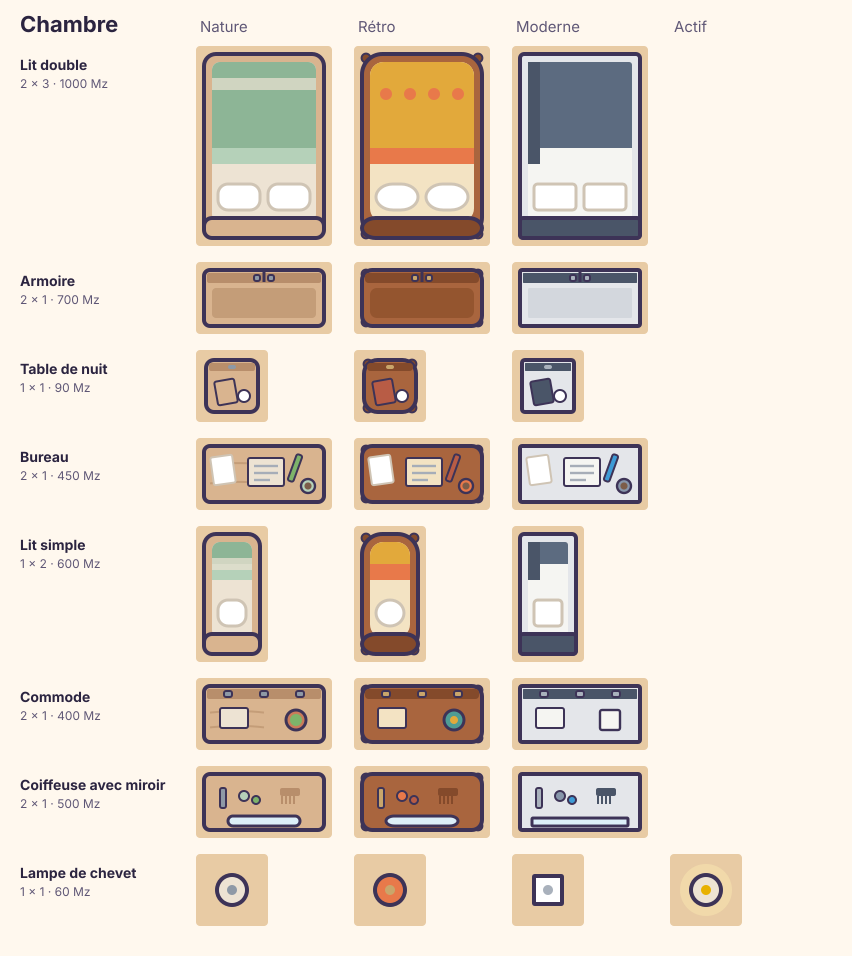 Chambre
Nature
Rétro
Moderne
Actif
Lit double
2 × 3 · 1000 Mz
Armoire
2 × 1 · 700 Mz
Table de nuit
1 × 1 · 90 Mz
Bureau
2 × 1 · 450 Mz
Lit simple
1 × 2 · 600 Mz
Commode
2 × 1 · 400 Mz
Coiffeuse avec miroir
2 × 1 · 500 Mz
Lampe de chevet
1 × 1 · 60 Mz